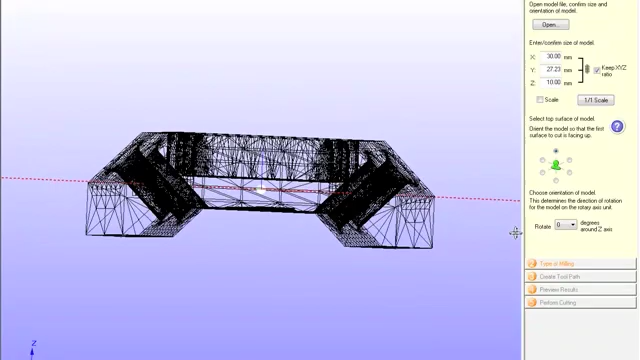 Open model file, confirm size and
orientation of model.
Open...
Enter/confirm size of model.
X: 30.00 mm
Y: 27.23 mm
Z: 10.00 mm
Keep XYZ
ratio
Scale
1/1 Scale
Select top surface of model.
Orient the model so that the first
surface to cut is facing up.
?
Choose orientation of model.
This determines the direction of rotation
for the model on the rotary axis unit.
Rotate 0 degrees
around Z axis
Type of Milling
Create Tool Path
Preview Results
Perform Cutting
Z